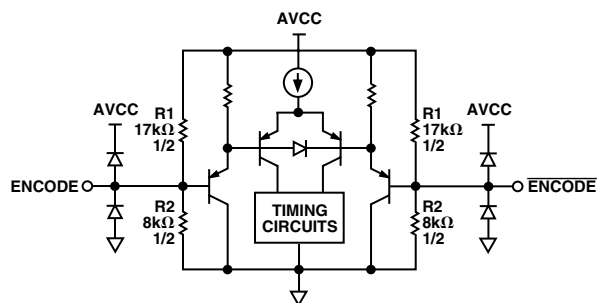 AVCC
AVCC
R1
17kΩ
1/2
R1
17kΩ
1/2
AVCC
ENCODE
ENCODE
R2
8kΩ
1/2
TIMING
CIRCUITS
R2
8kΩ
1/2